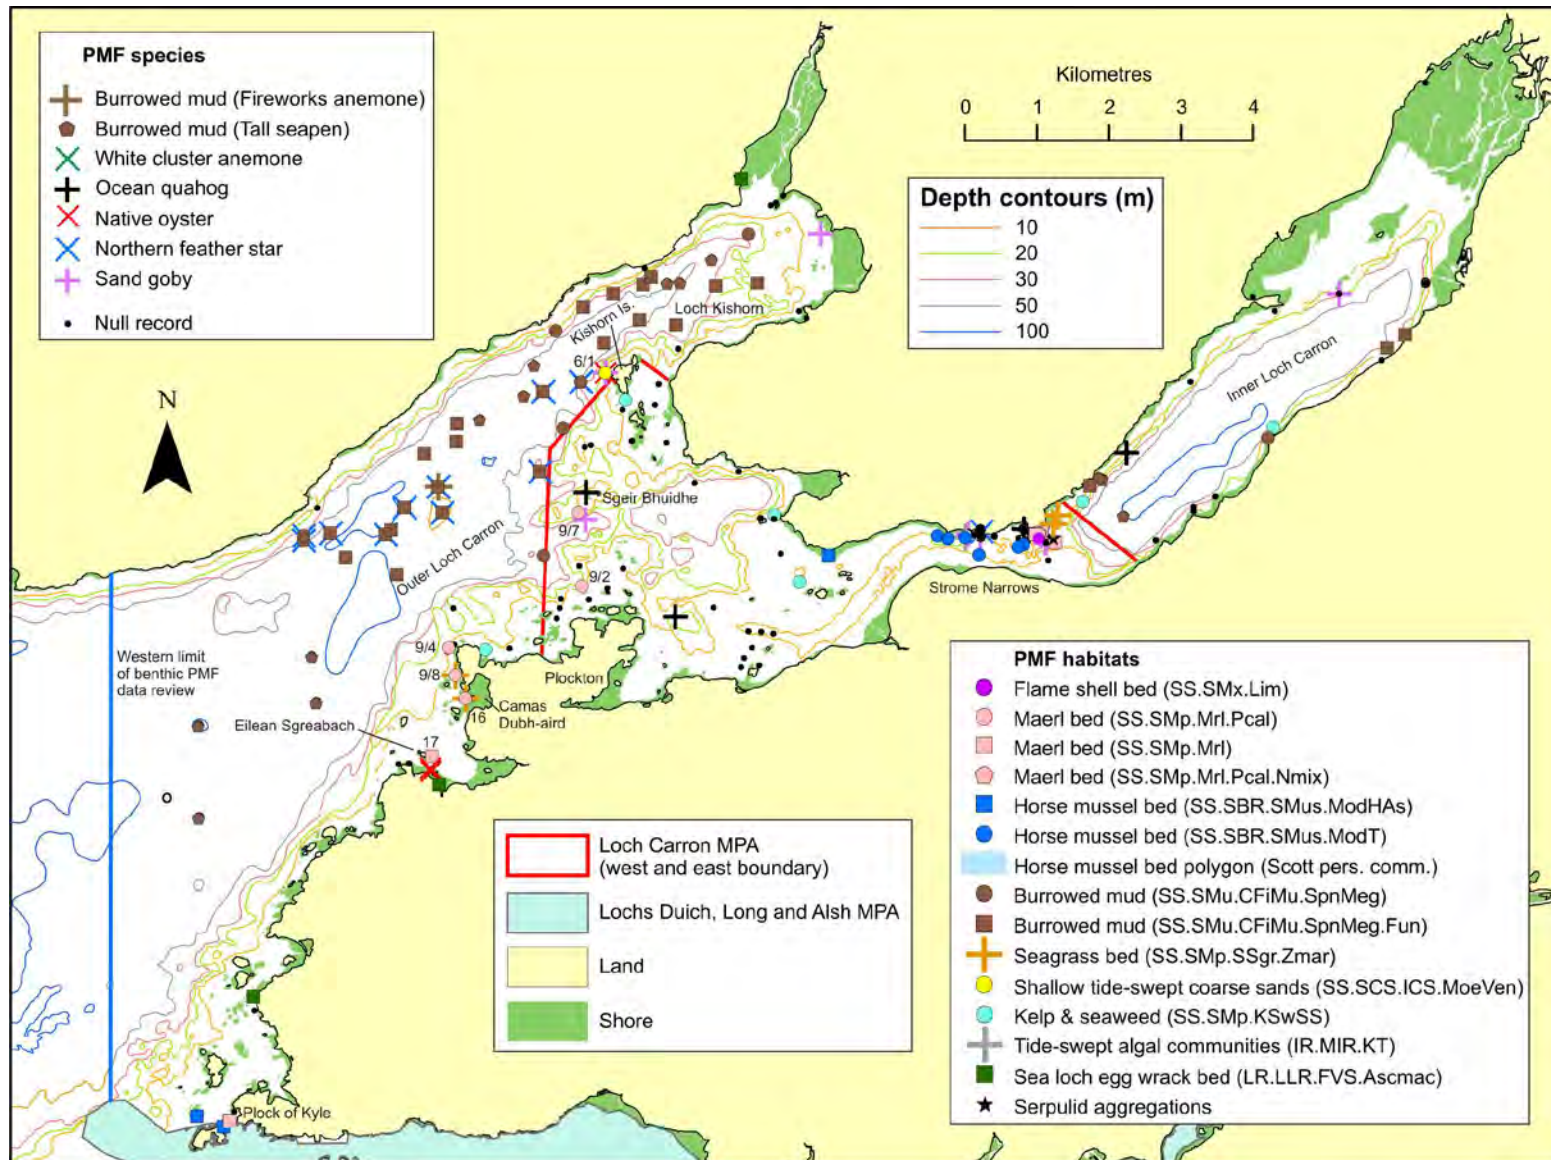 PMF species
Burrowed mud (Fireworks anemone)
Burrowed mud (Tall seapen)
White cluster anemone
Ocean quahog
Native oyster
Northern feather star
Sand goby
Null record
Kilometres
0 1 2 3 4
Depth contours (m)
10
20
30
50
100
N
Kishorn Is.
Loch Kishorn
6/1
Inner Loch Carron
Sgeir Bhuidhe
9/7
Outer Loch Carron
9/2
Strome Narrows
9/4
9/8
Plockton
16
Camas
Dubh-aird
Western limit
of benthic PMF
data review
Eilean Sgreabach
17
Plock of Kyle
Loch Carron MPA
(west and east boundary)
Lochs Duich, Long and Alsh MPA
Land
Shore
PMF habitats
Flame shell bed (SS.SMx.Lim)
Maerl bed (SS.SMp.Mrl.Pcal)
Maerl bed (SS.SMp.Mrl)
Maerl bed (SS.SMp.Mrl.Pcal.Nmix)
Horse mussel bed (SS.SBR.SMus.ModHAs)
Horse mussel bed (SS.SBR.SMus.ModT)
Horse mussel bed polygon (Scott pers. comm.)
Burrowed mud (SS.SMu.CFiMu.SpnMeg)
Burrowed mud (SS.SMu.CFiMu.SpnMeg.Fun)
Seagrass bed (SS.SMp.SSgr.Zmar)
Shallow tide-swept coarse sands (SS.SCS.ICS.MoeVen)
Kelp & seaweed (SS.SMp.KSwSS)
Tide-swept algal communities (IR.MIR.KT)
Sea loch egg wrack bed (LR.LLR.FVS.Ascmac)
Serpulid aggregations